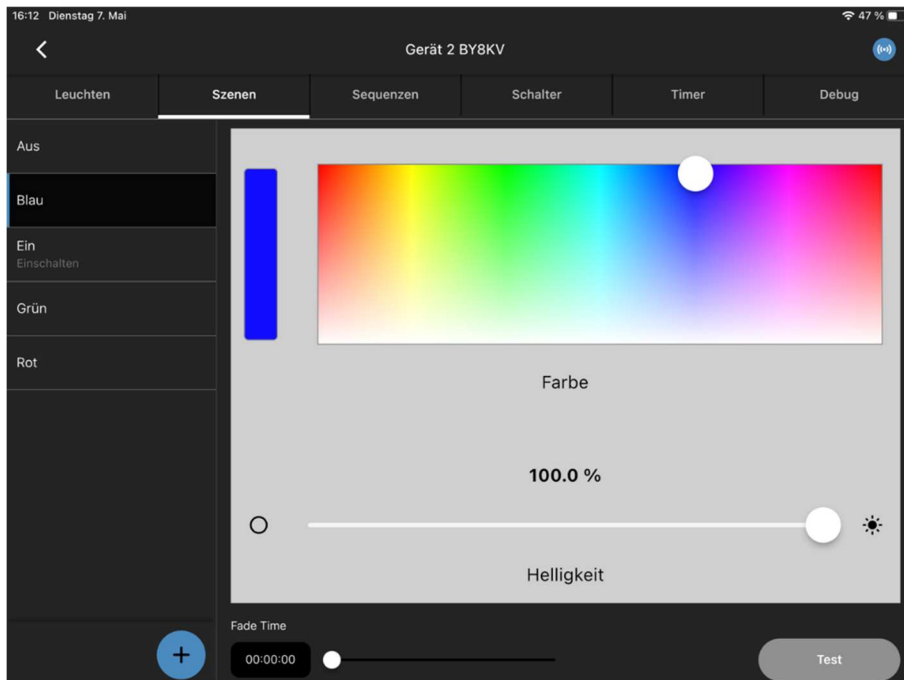 16:12 Dienstag 7. Mai
47 %
Gerät 2 BY8KV
Leuchten
Szenen
Sequenzen
Schalter
Timer
Debug
Aus
Blau
Ein
Einschalten
Grün
Rot
Farbe
100.0 %
Helligkeit
Fade Time
00:00:00
Test